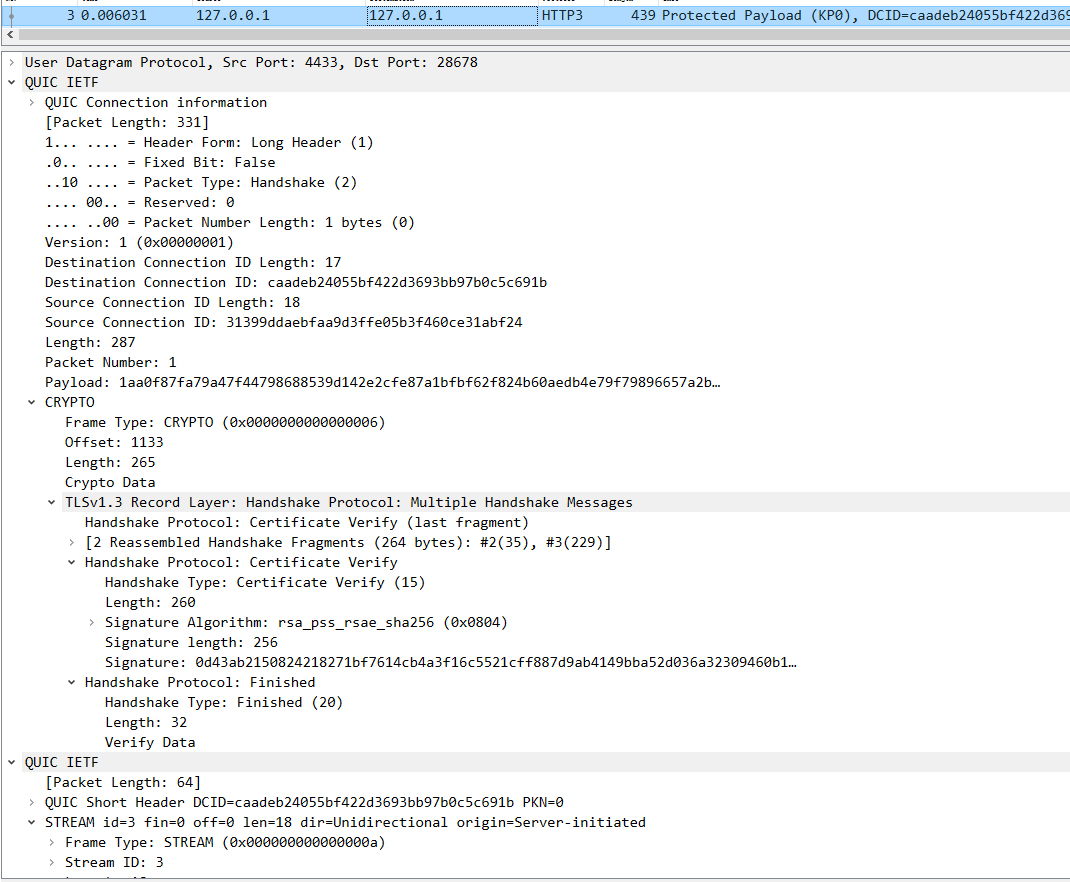 3 0.006031 127.0.0.1 127.0.0.1 HTTP3 439 Protected Payload (KP0), DCID=caadeb24055bf422d369
User Datagram Protocol, Src Port: 4433, Dst Port: 28678
QUIC IETF
QUIC Connection information
[Packet Length: 331]
1... .... = Header Form: Long Header (1)
.0.. .... = Fixed Bit: False
..10 .... = Packet Type: Handshake (2)
.... 00.. = Reserved: 0
.... ..00 = Packet Number Length: 1 bytes (0)
Version: 1 (0x00000001)
Destination Connection ID Length: 17
Destination Connection ID: caadeb24055bf422d3693bb97b0c5c691b
Source Connection ID Length: 18
Source Connection ID: 31399ddaebfaa9d3ffe05b3f460ce31abf24
Length: 287
Packet Number: 1
Payload: 1aa0f87fa79a47f44798688539d142e2cfe87a1bfbf62f824b60aedb4e79f79896657a2b…
CRYPTO
Frame Type: CRYPTO (0x0000000000000006)
Offset: 1133
Length: 265
Crypto Data
TLSv1.3 Record Layer: Handshake Protocol: Multiple Handshake Messages
Handshake Protocol: Certificate Verify (last fragment)
[2 Reassembled Handshake Fragments (264 bytes): #2(35), #3(229)]
Handshake Protocol: Certificate Verify
Handshake Type: Certificate Verify (15)
Length: 260
Signature Algorithm: rsa_pss_rsae_sha256 (0x0804)
Signature length: 256
Signature: 0d43ab2150824218271bf7614cb4a3f16c5521cff887d9ab4149bba52d036a32309460b1…
Handshake Protocol: Finished
Handshake Type: Finished (20)
Length: 32
Verify Data
QUIC IETF
[Packet Length: 64]
QUIC Short Header DCID=caadeb24055bf422d3693bb97b0c5c691b PKN=0
STREAM id=3 fin=0 off=0 len=18 dir=Unidirectional origin=Server-initiated
Frame Type: STREAM (0x000000000000000a)
Stream ID: 3